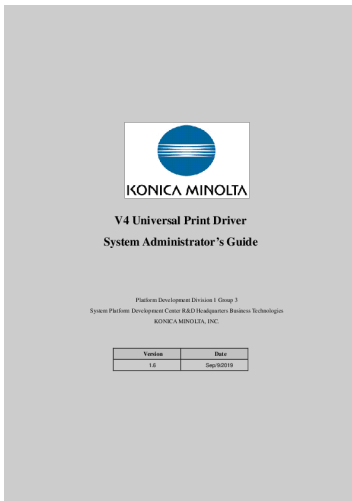 KONICA MINOLTA
V4 Universal Print Driver
System Administrator's Guide
Platform Development Division 1 Group 3
System Platform Development Center R&D Headquarters Business Technologies
KONICA MINOLTA, INC.
Version Date
1.6 Sep/9/2019